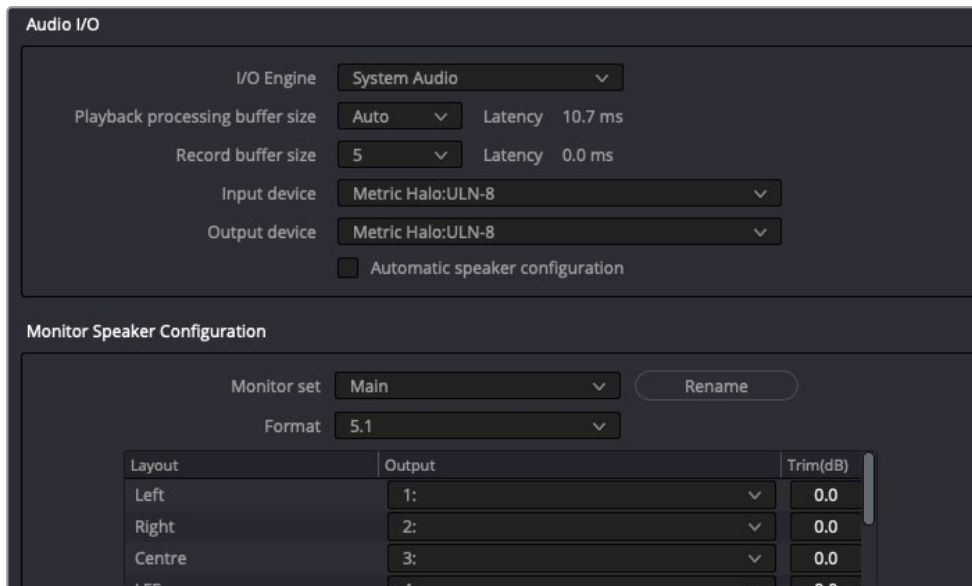 Audio I/O
I/O Engine System Audio
Playback processing buffer size Auto Latency 10.7 ms
Record buffer size 5 Latency 0.0 ms
Input device Metric Halo:ULN-8
Output device Metric Halo:ULN-8
Automatic speaker configuration
Monitor Speaker Configuration
Monitor set Main Rename
Format 5.1
Layout Output Trim(dB)
Left 1: 0.0
Right 2: 0.0
Centre 3: 0.0